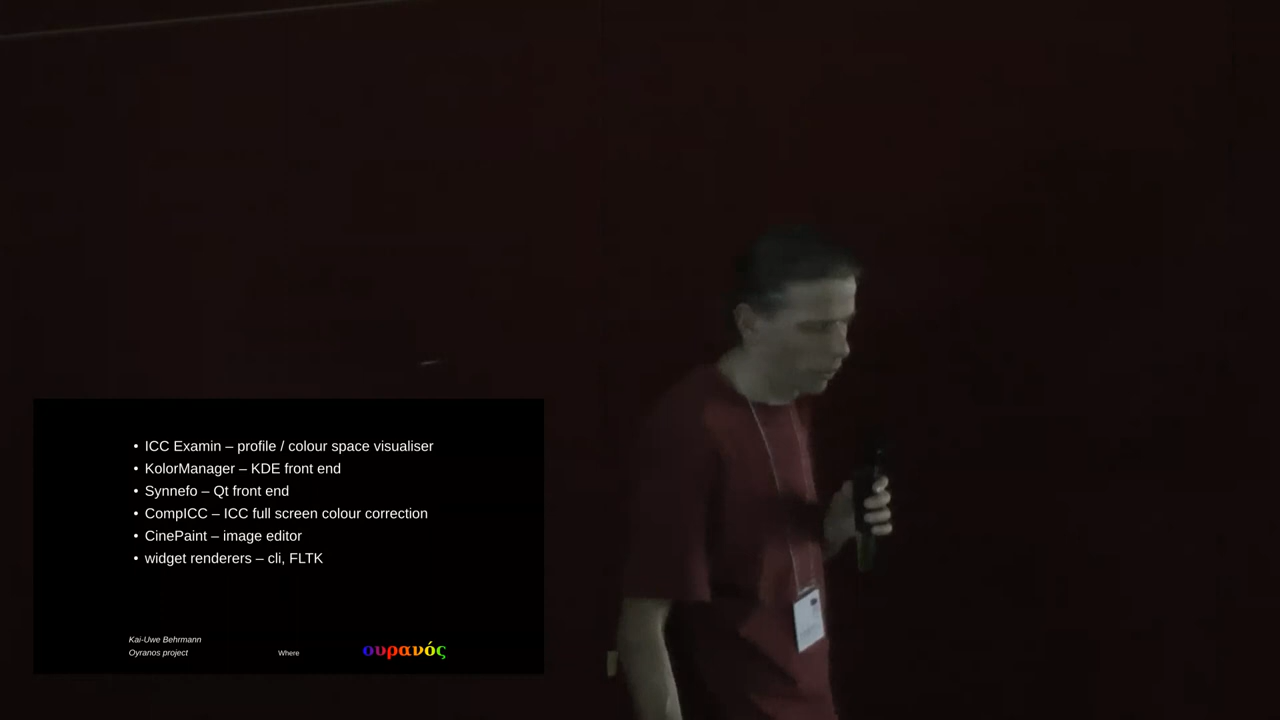 • ICC Examin – profile / colour space visualiser
• KolorManager – KDE front end
• Synnefo – Qt front end
• CompICC – ICC full screen colour correction
• CinePaint – image editor
• widget renderers – cli, FLTK
Kai-Uwe Behrmann
Oyranos project
Where
ουρανός